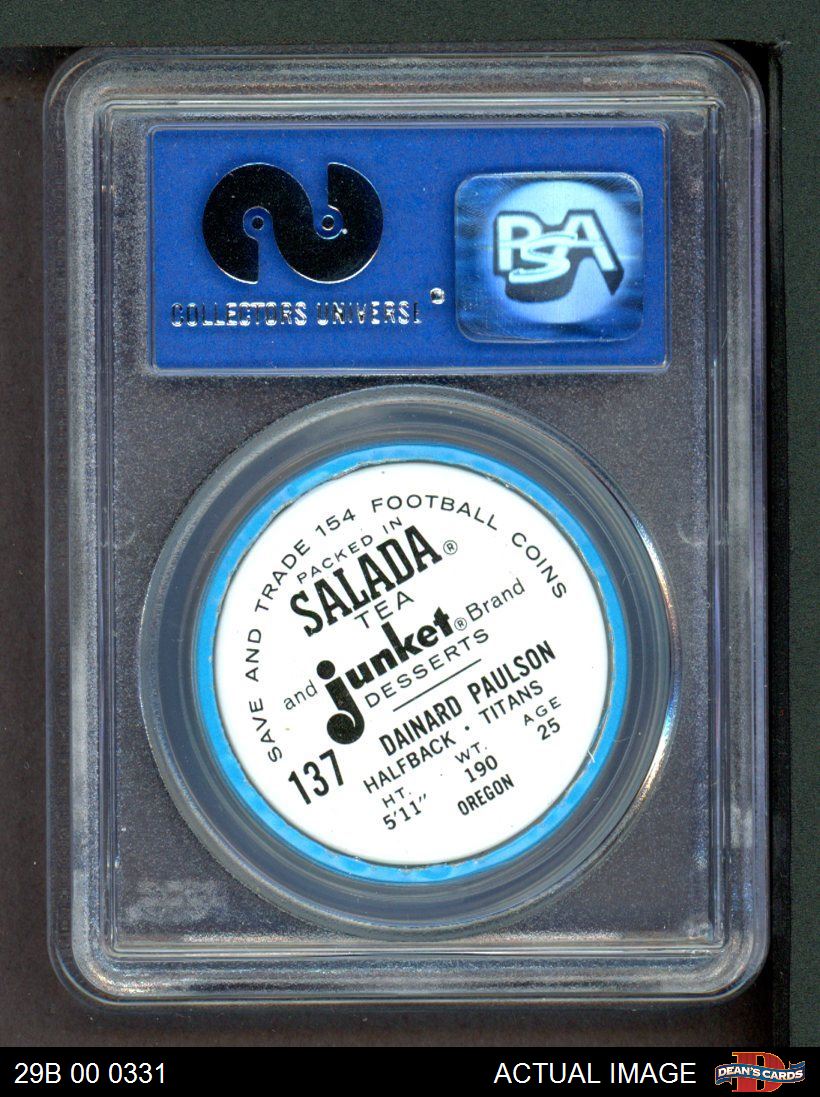 COLLECTORS UNIVERSE
PSA
SAVE AND TRADE 154 FOOTBALL COINS
PACKED IN
SALADA®
TEA
and junket® Brand
DESSERTS
137 DAINARD PAULSON
HALFBACK • TITANS
HT. WT. AGE
5'11" 190 25
OREGON
29B 00 0331 ACTUAL IMAGE DEAN'S CARDS